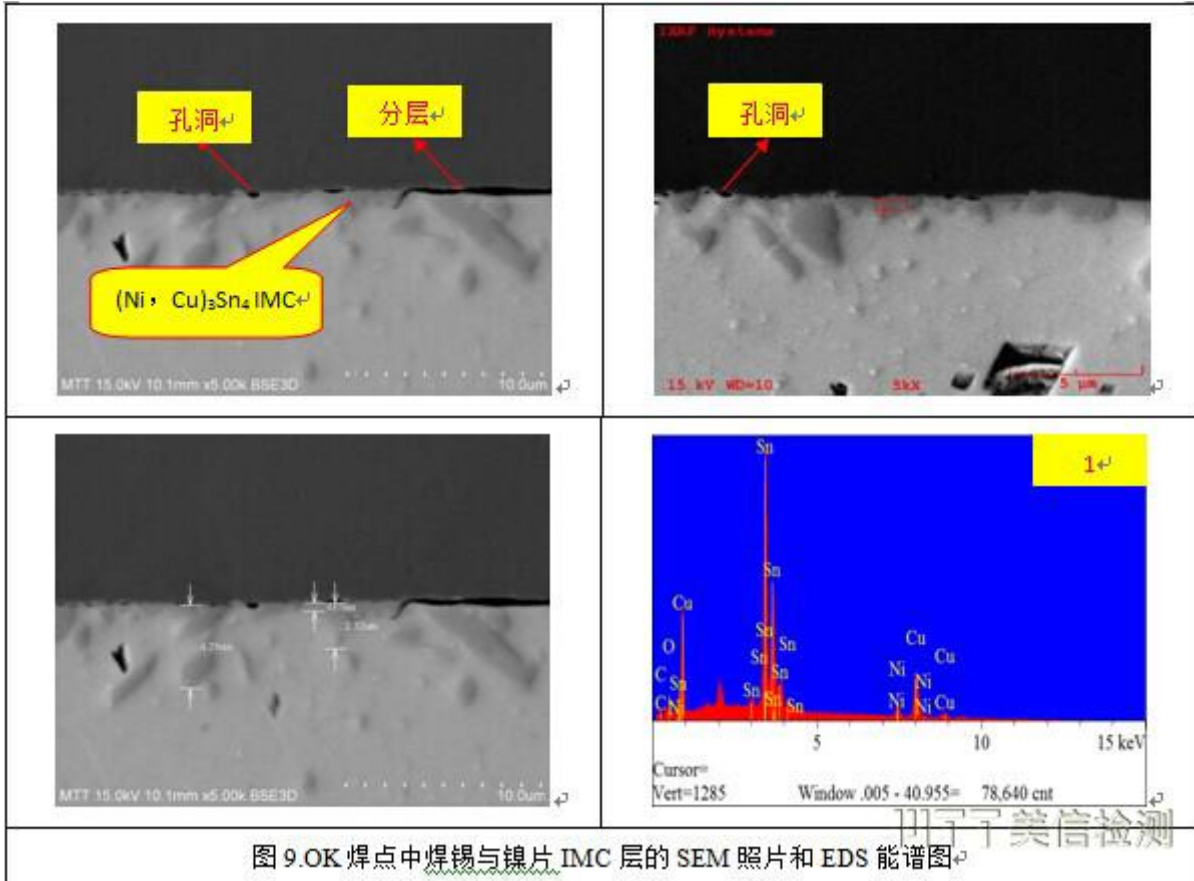 孔洞
分层
(Ni，Cu)₃Sn₄ IMC
MTT 15.0kV 10.1mm x5.00k BSE3D
10.0um
IXRF Systems
孔洞
15 kV WD=10 5kX 5 μm
MTT 15.0kV 10.1mm x5.00k BSE3D
10.0um
1
Sn
Sn
Cu
O
C
Sn
C
Sn
Sn
Sn
Sn
Sn
Sn
Sn
Cu
Ni
Cu
Ni
Ni
Ni
Cu
5 10 15 keV
Cursor=
Vert=1285 Window .005 - 40.955= 78,640 cnt
MTT 美信检测
图 9.OK 焊点中焊锡与镍片 IMC 层的 SEM 照片和 EDS 能谱图